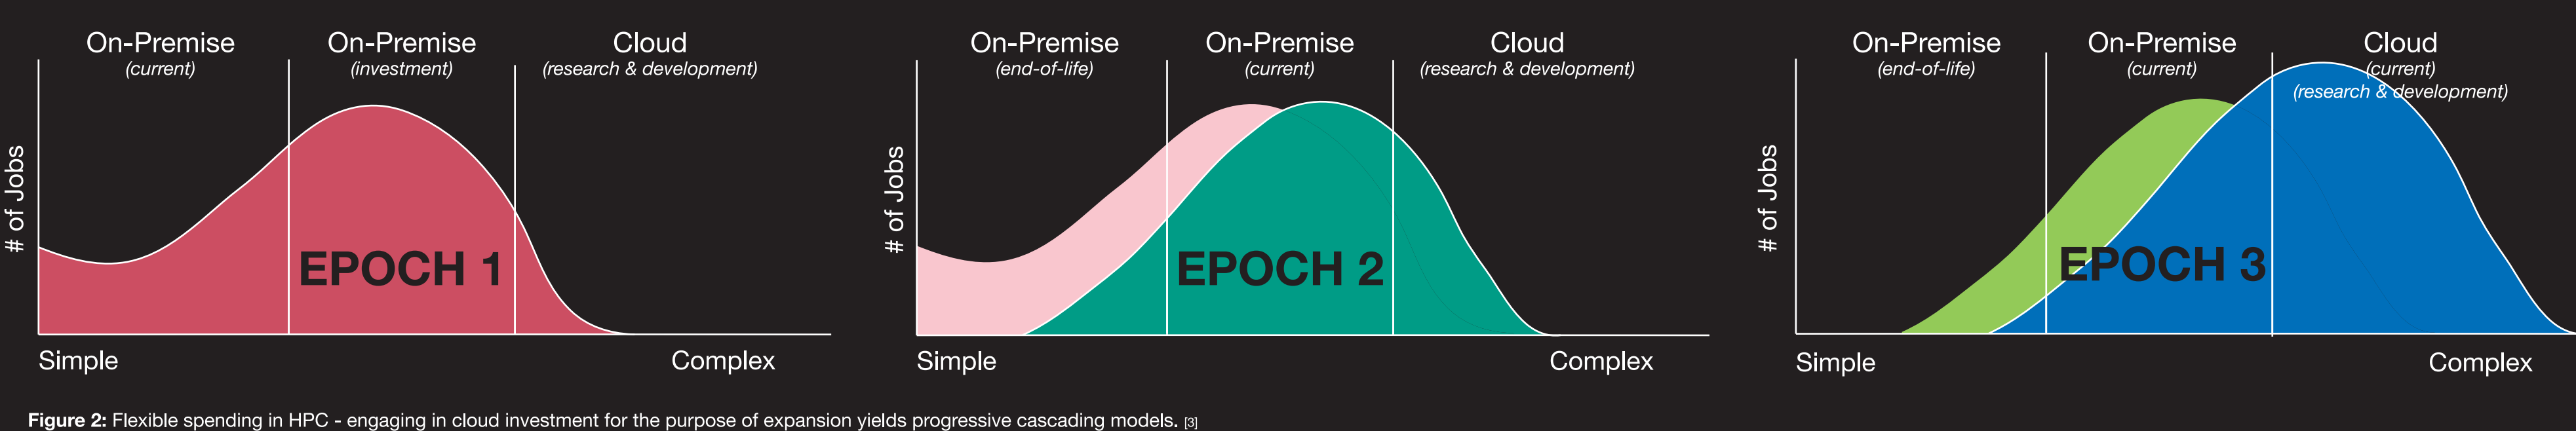 On-Premise
(current)
On-Premise
(investment)
Cloud
(research & development)
# of Jobs
EPOCH 1
Simple
Complex
On-Premise
(end-of-life)
On-Premise
(current)
Cloud
(research & development)
# of Jobs
EPOCH 2
Simple
Complex
On-Premise
(end-of-life)
On-Premise
(current)
Cloud
(current)
(research & development)
# of Jobs
EPOCH 3
Simple
Complex
Figure 2: Flexible spending in HPC - engaging in cloud investment for the purpose of expansion yields progressive cascading models. [3]